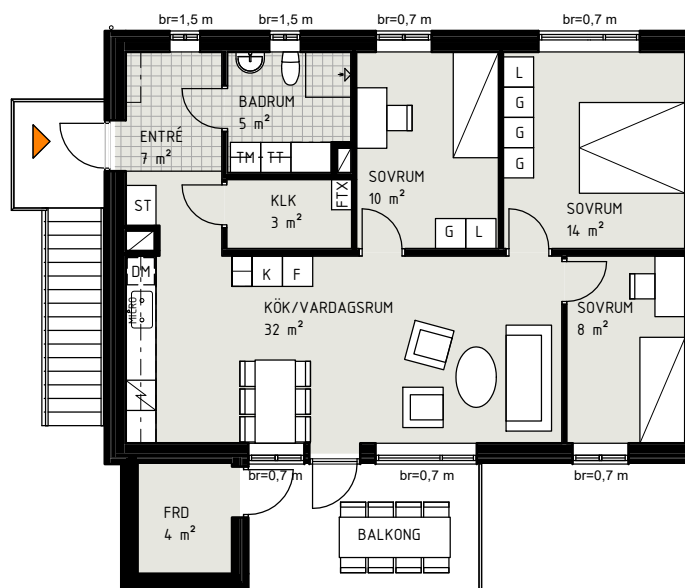 br=1,5 m
br=1,5 m
br=0,7 m
br=0,7 m
L
G
G
G
BADRUM
5 m²
ENTRÉ
7 m²
TM TT
SOVRUM
10 m²
KLK
3 m²
FTX
ST
SOVRUM
14 m²
G L
DM
K F
MICRO
KÖK/VARDAGSRUM
32 m²
SOVRUM
8 m²
br=0,7 m
br=0,7 m
br=0,7 m
FRD
4 m²
BALKONG